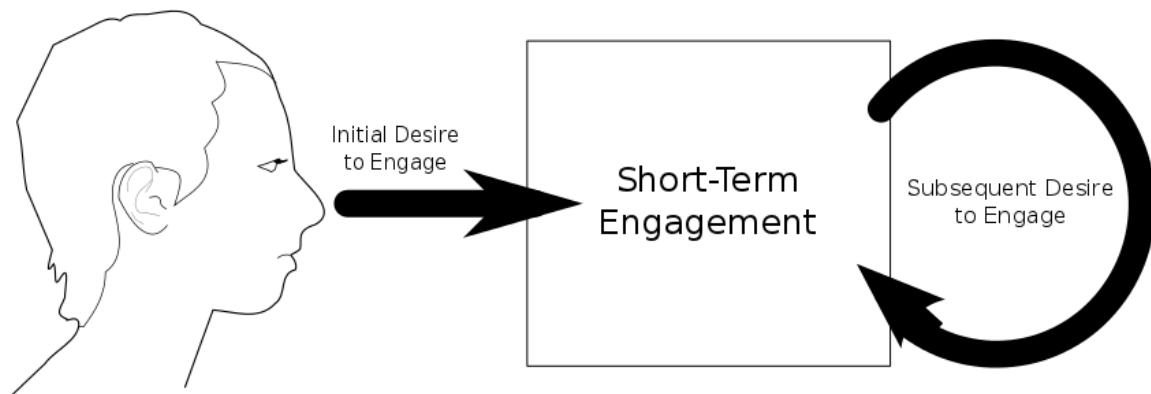 Initial Desire
to Engage
Short-Term
Engagement
Subsequent Desire
to Engage